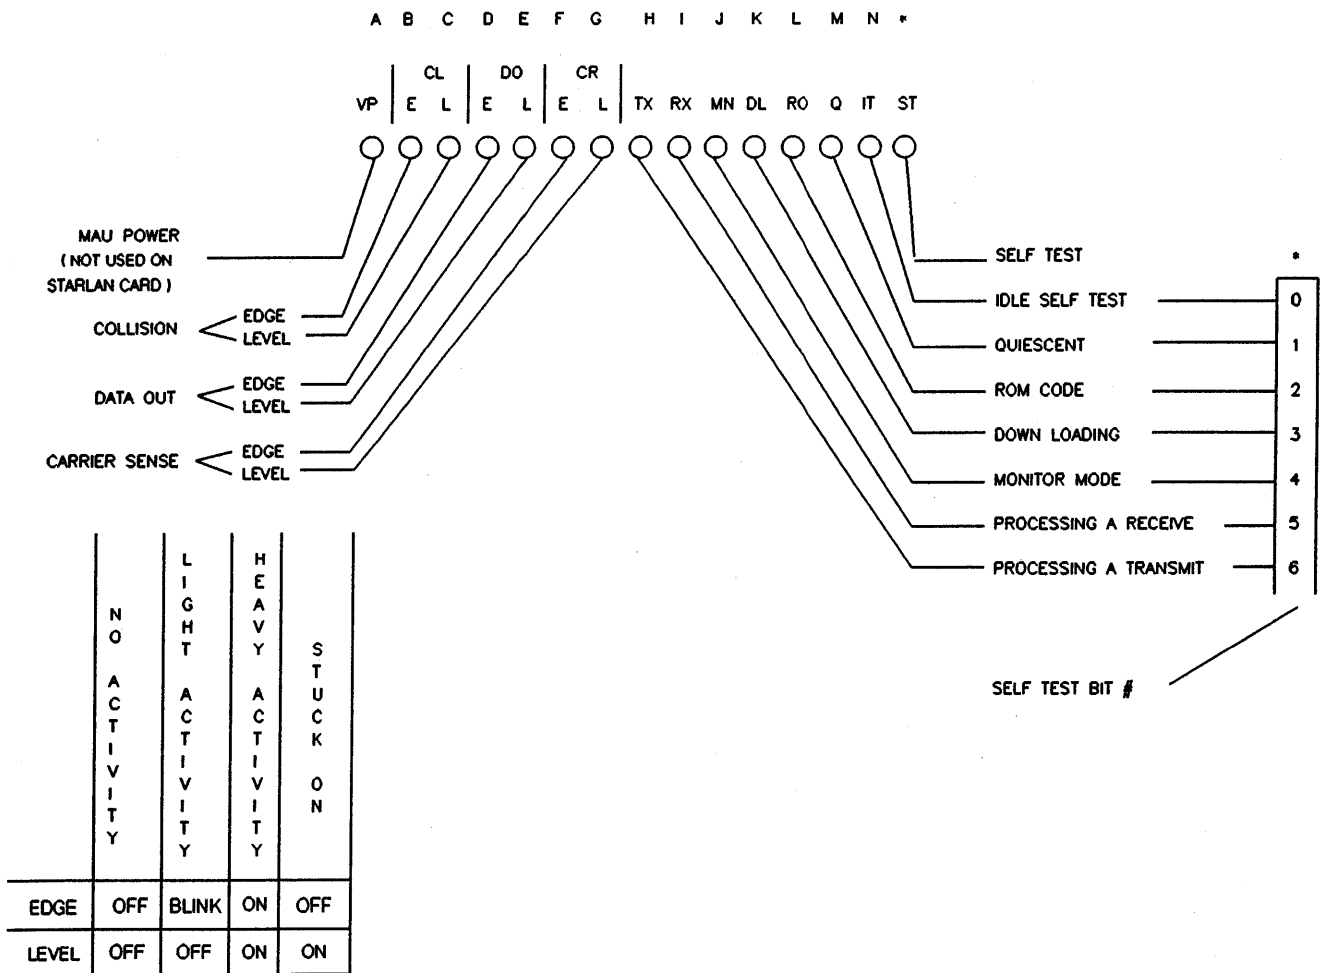 A B C D E F G H I J K L M N *
CL DO CR
VP E L E L E L TX RX MN DL RO Q IT ST
MAU POWER
(NOT USED ON
STARLAN CARD)
COLLISION
EDGE
LEVEL
DATA OUT
EDGE
LEVEL
CARRIER SENSE
EDGE
LEVEL
SELF TEST *
IDLE SELF TEST 0
QUIESCENT 1
ROM CODE 2
DOWN LOADING 3
MONITOR MODE 4
PROCESSING A RECEIVE 5
PROCESSING A TRANSMIT 6
SELF TEST BIT #
NO ACTIVITY
LIGHT ACTIVITY
HEAVY ACTIVITY
STUCK ON
EDGE OFF BLINK ON OFF
LEVEL OFF OFF ON ON